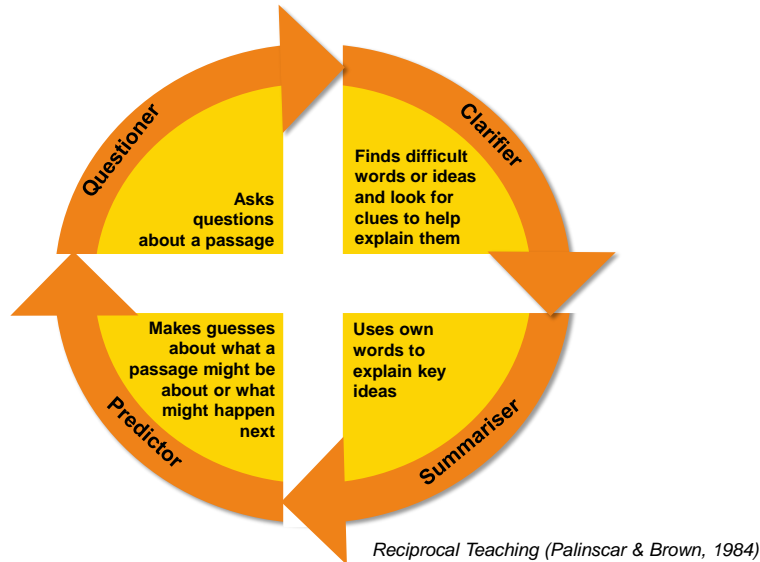 Questioner
Asks
questions
about a passage
Clarifier
Finds difficult
words or ideas
and look for
clues to help
explain them
Summariser
Uses own
words to
explain key
ideas
Predictor
Makes guesses
about what a
passage might be
about or what
might happen
next
Reciprocal Teaching (Palinscar & Brown, 1984)